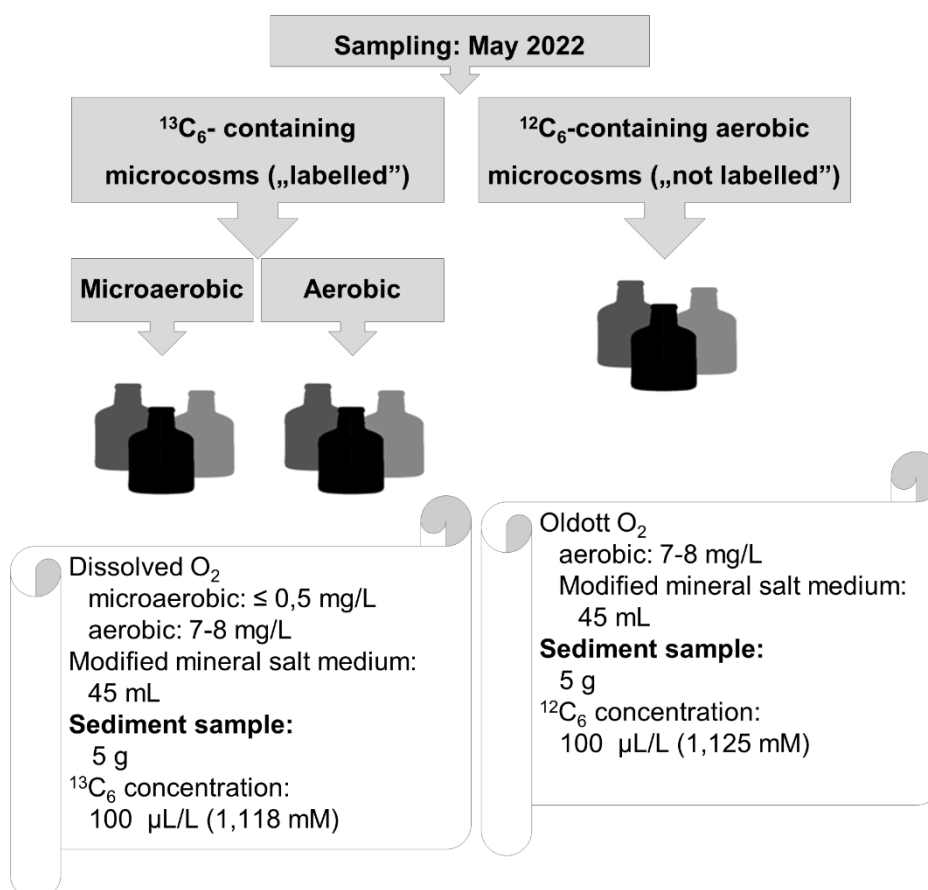 Sampling: May 2022
¹³C₆- containing
microcosms („labelled”)
¹²C₆-containing aerobic
microcosms („not labelled”)
Microaerobic
Aerobic
Dissolved O₂
microaerobic: ≤ 0,5 mg/L
aerobic: 7-8 mg/L
Modified mineral salt medium:
45 mL
Sediment sample:
5 g
¹³C₆ concentration:
100 µL/L (1,118 mM)
Oldott O₂
aerobic: 7-8 mg/L
Modified mineral salt medium:
45 mL
Sediment sample:
5 g
¹²C₆ concentration:
100 µL/L (1,125 mM)